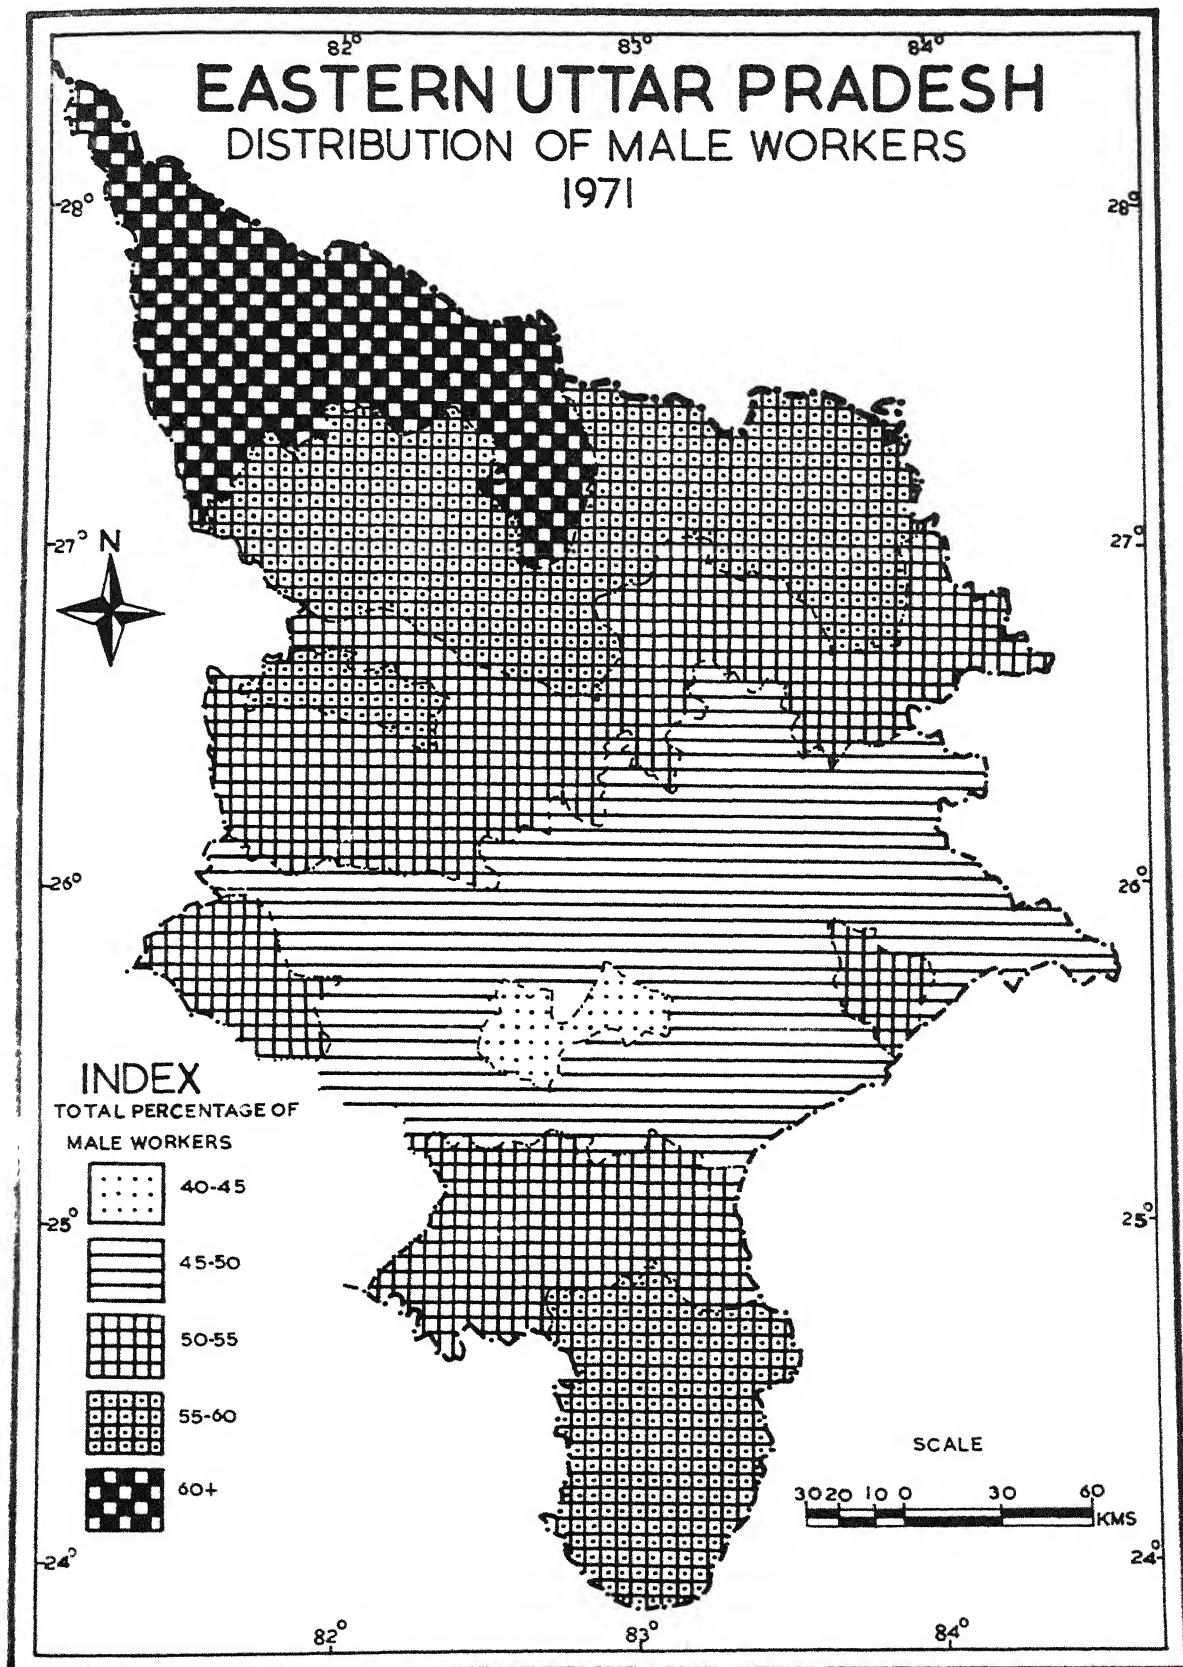 82° 83° 84°
EASTERN UTTAR PRADESH
DISTRIBUTION OF MALE WORKERS
1971
28° 28°
27° 27°
N
26° 26°
INDEX
TOTAL PERCENTAGE OF
MALE WORKERS
40-45
25° 25°
45-50
50-55
55-60
SCALE
60+
30 20 10 0 30 60
KMS
24° 24°
82° 83° 84°